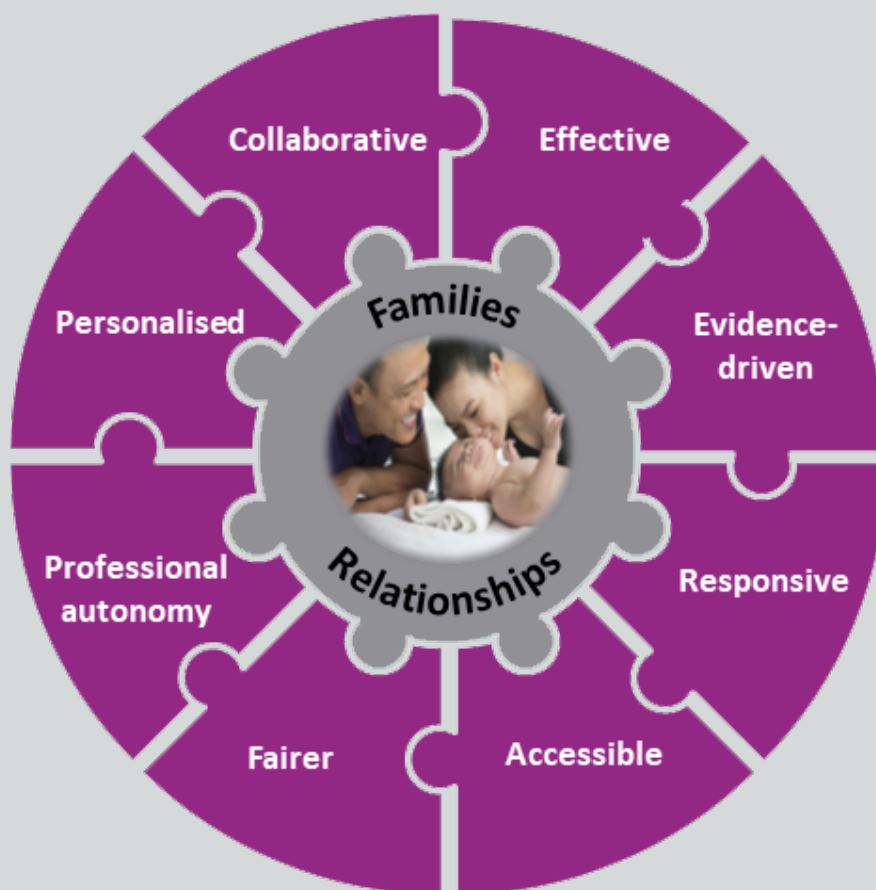 Collaborative
Effective
Personalised
Families
Evidence-
driven
Relationships
Professional
autonomy
Responsive
Fairer
Accessible